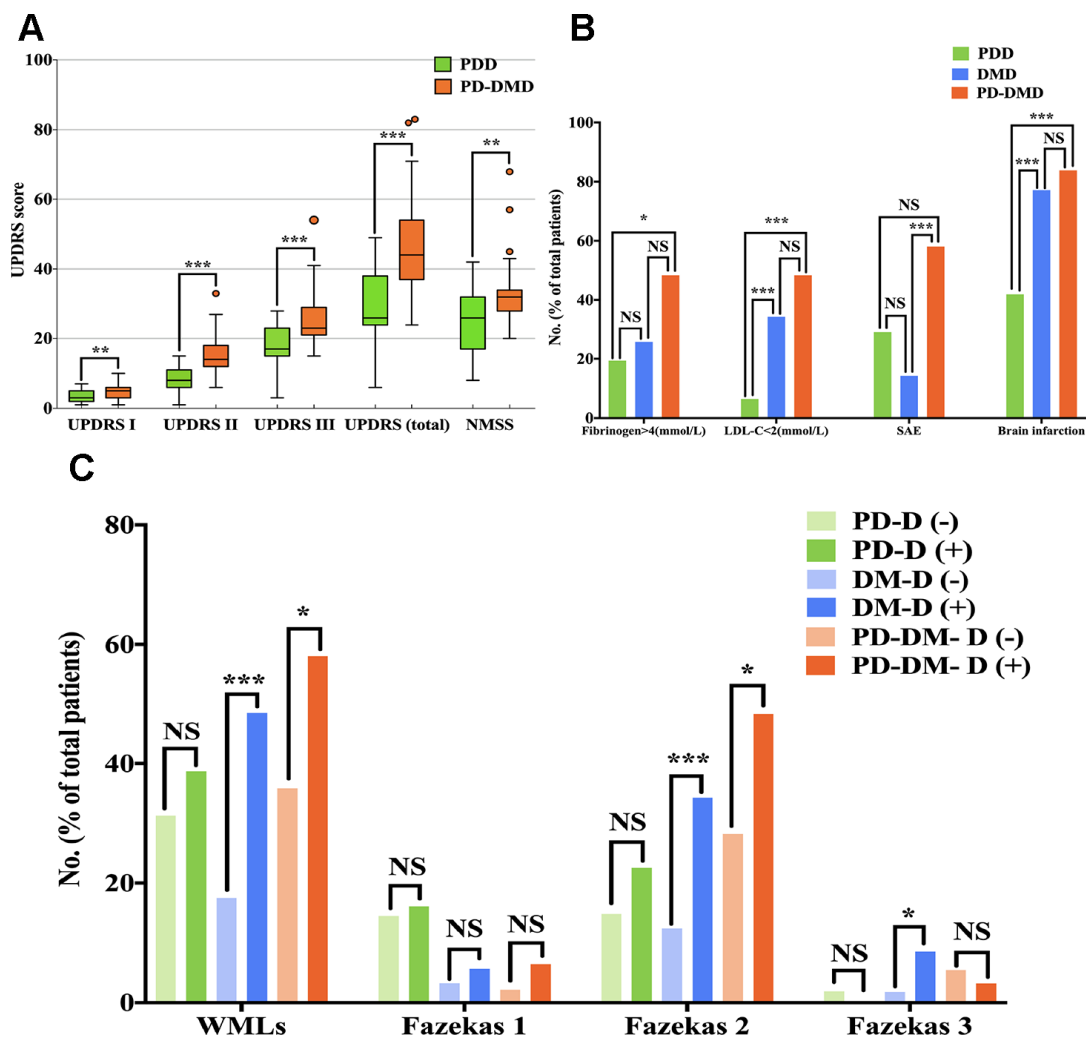 A
100
80
60
40
20
0
UPDRS score
PDD
PD-DMD
**
***
***
***
**
UPDRS I
UPDRS II
UPDRS III
UPDRS (total)
NMSS
B
PDD
DMD
PD-DMD
100
80
60
40
20
0
No. (% of total patients)
*
NS
NS
***
NS
***
NS
***
NS
***
NS
***
Fibrinogen>4(mmol/L)
LDL-C<2(mmol/L)
SAE
Brain infarction
C
80
60
40
20
0
No. (% of total patients)
PD-D (-)
PD-D (+)
DM-D (-)
DM-D (+)
PD-DM- D (-)
PD-DM- D (+)
NS
***
*
NS
NS
NS
NS
***
*
NS
*
NS
WMLs
Fazekas 1
Fazekas 2
Fazekas 3